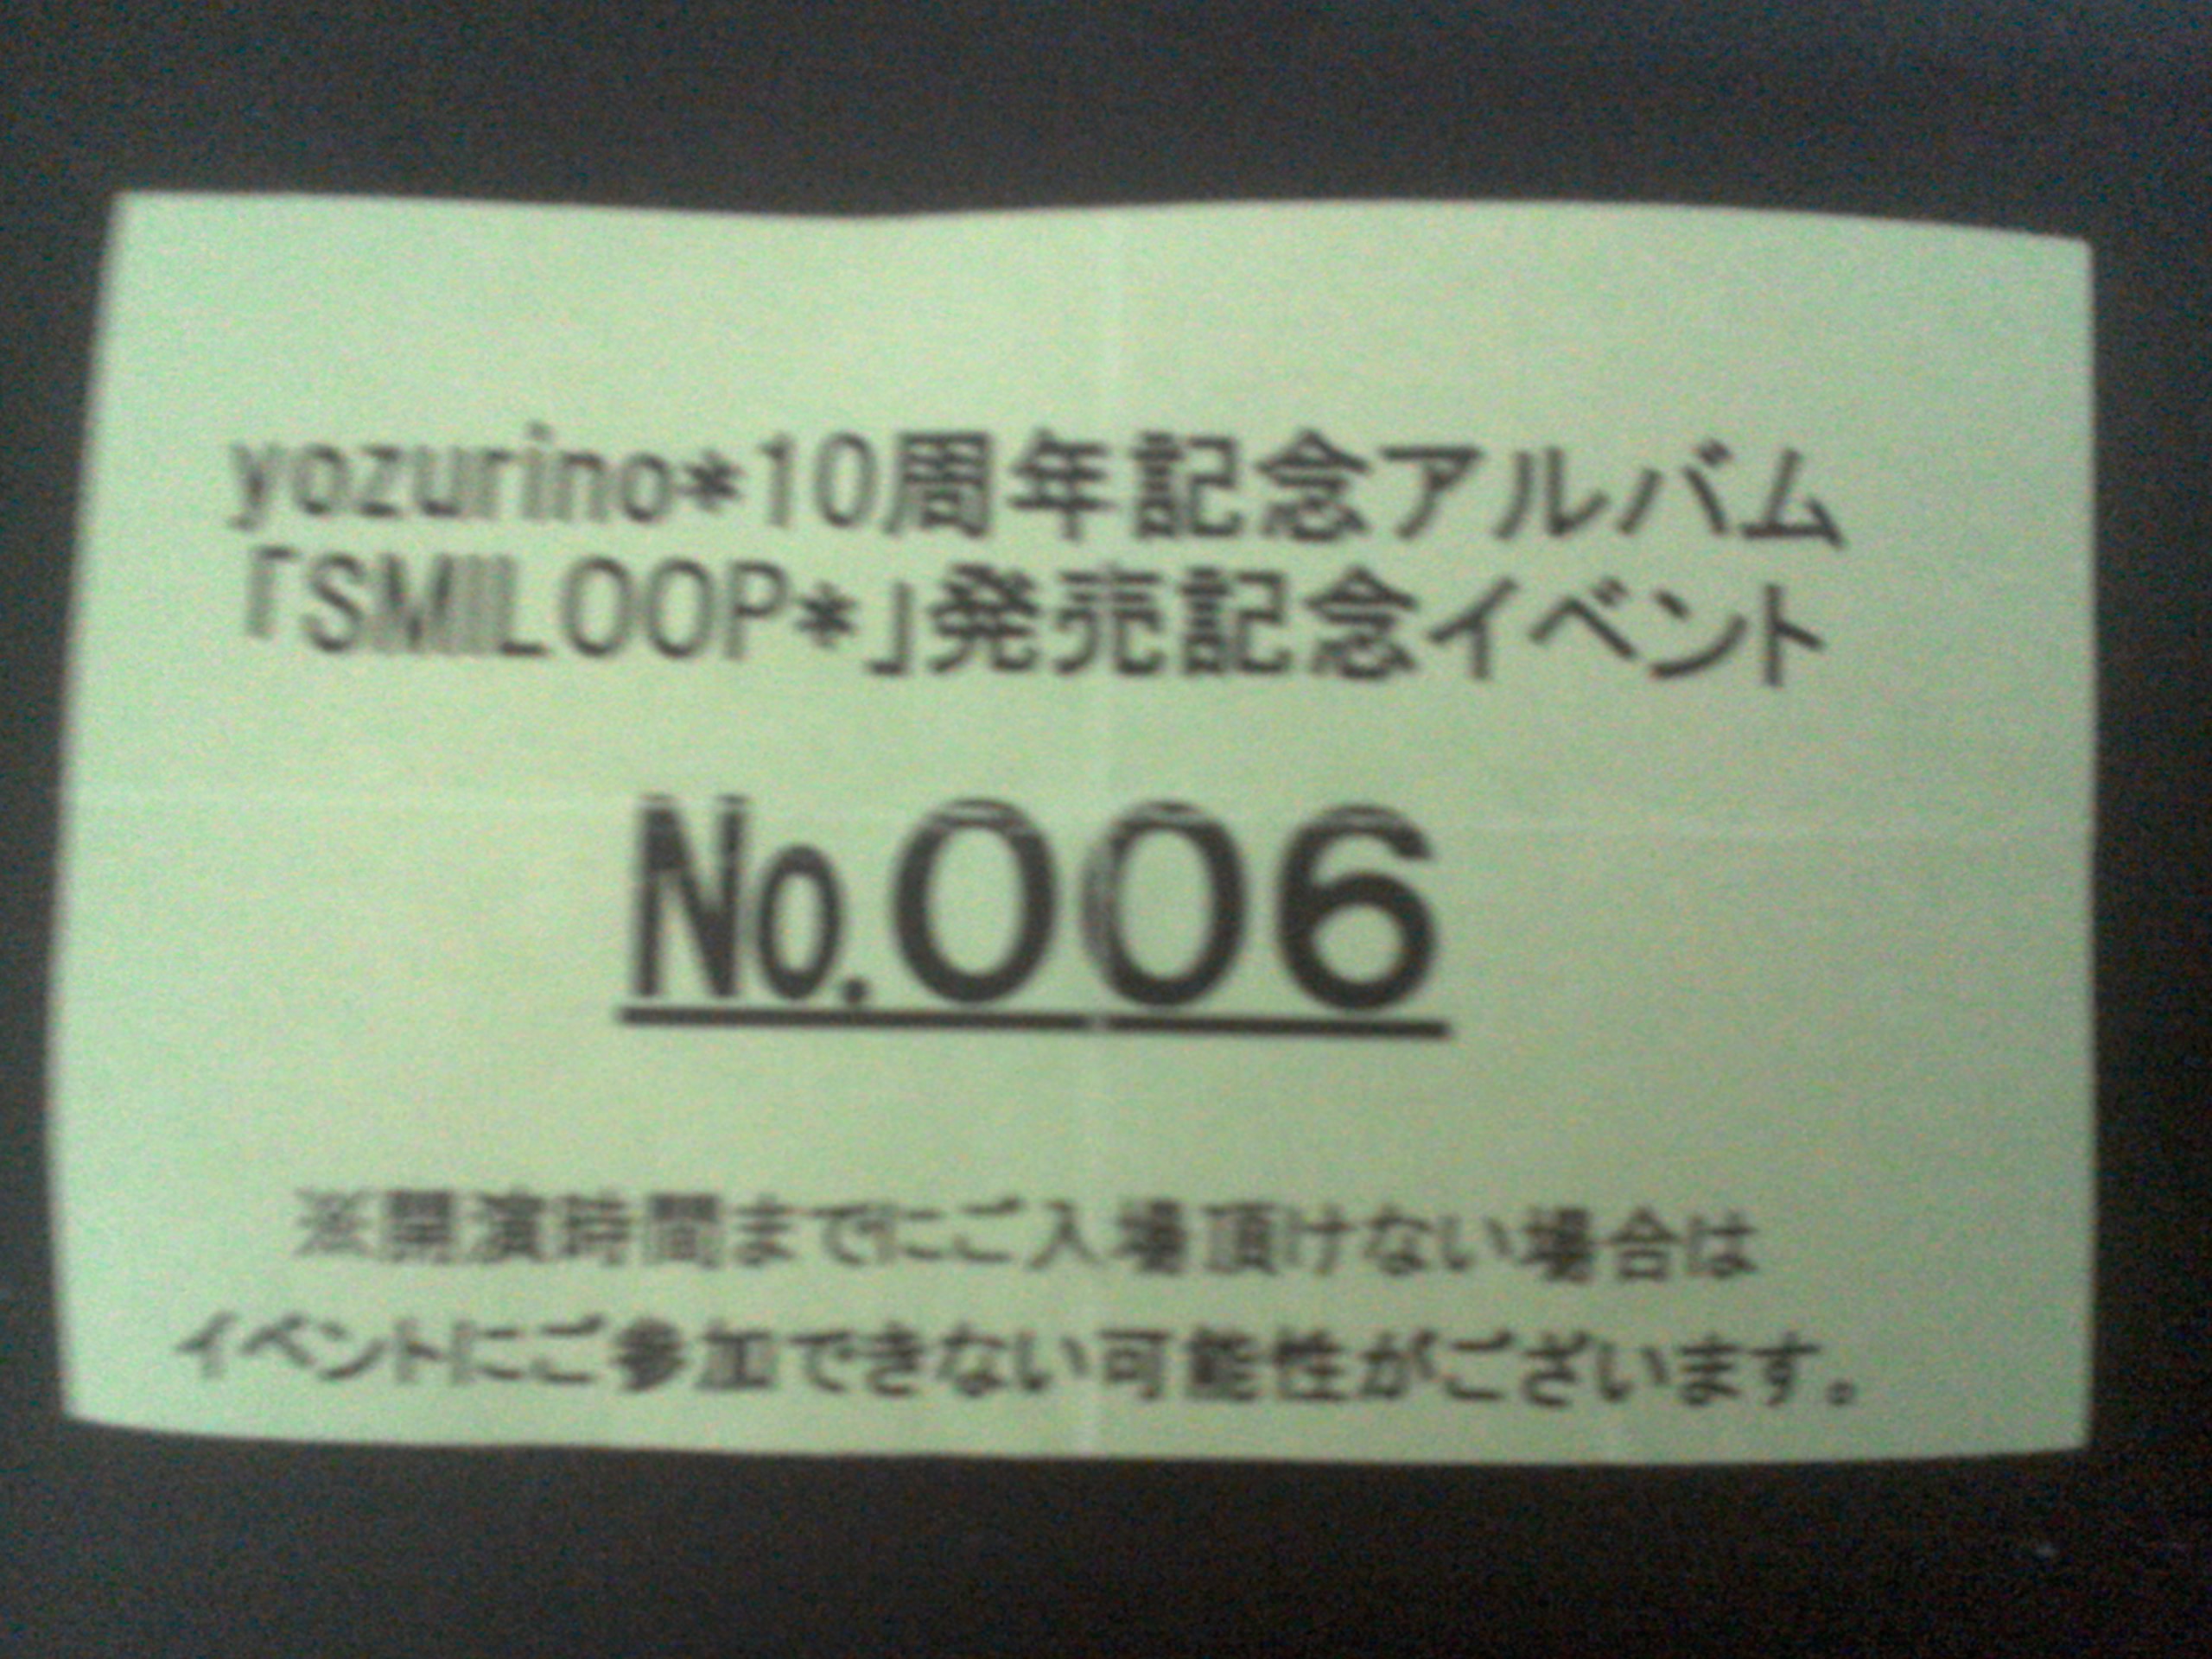 yozurino*10周年記念アルバム
「SMILOOP*」発売記念イベント
No.006
※開演時間までにご入場頂けない場合は
イベントにご参加できない可能性がございます。